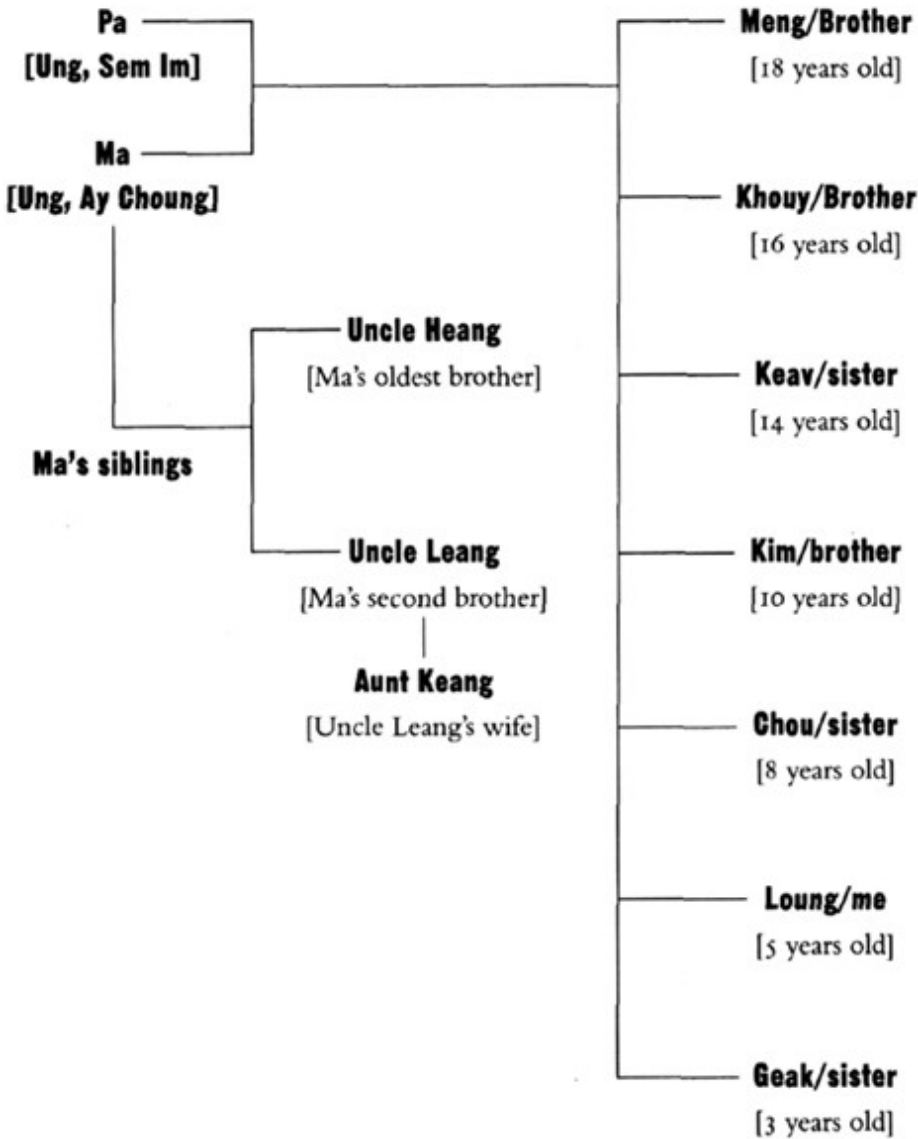 Pa
[Ung, Sem Im]
Ma
[Ung, Ay Choung]
Ma's siblings
Uncle Heang
[Ma's oldest brother]
Uncle Leang
[Ma's second brother]
Aunt Keang
[Uncle Leang's wife]
Meng/Brother
[18 years old]
Khouy/Brother
[16 years old]
Keav/sister
[14 years old]
Kim/brother
[10 years old]
Chou/sister
[8 years old]
Loung/me
[5 years old]
Geak/sister
[3 years old]